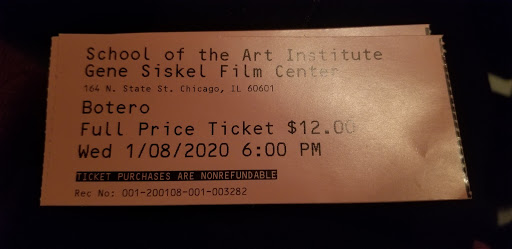 School of the Art Institute
Gene Siskel Film Center
164 N. State St. Chicago, IL 60601
Botero
Full Price Ticket $12.00
Wed 1/08/2020 6:00 PM
TICKET PURCHASES ARE NONREFUNDABLE
Rec No: 001-200108-001-003282